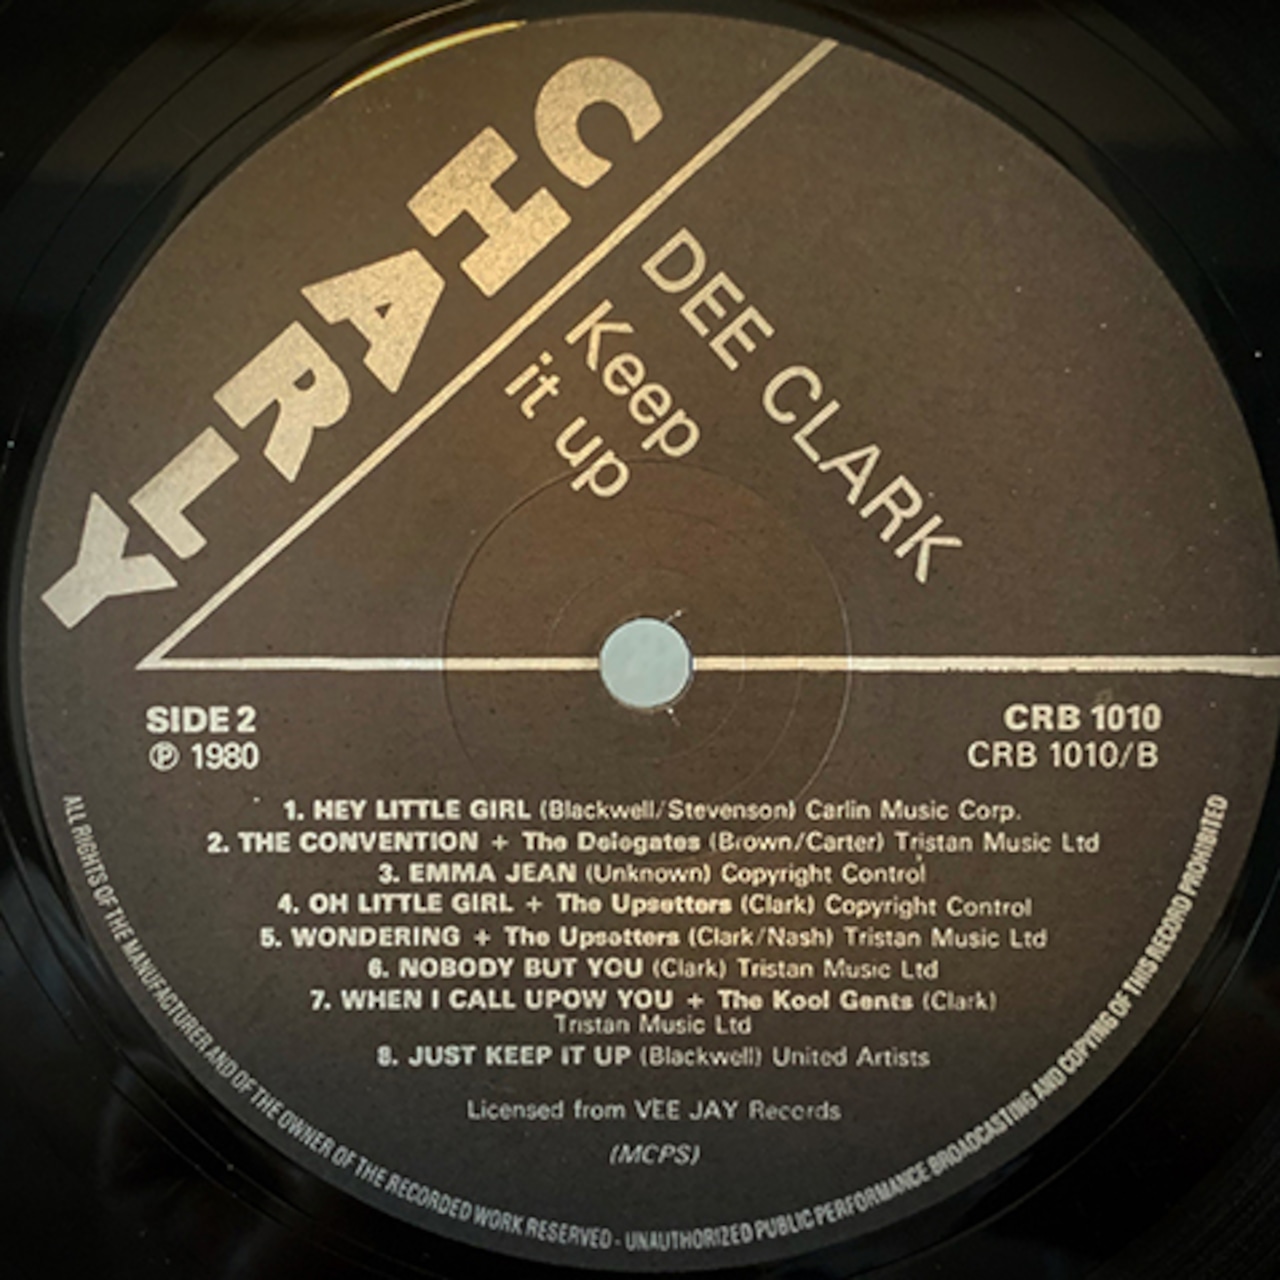 CHARLY
DEE CLARK
Keep
it up
SIDE 2
℗ 1980
CRB 1010
CRB 1010/B
1. HEY LITTLE GIRL (Blackwell/Stevenson) Carlin Music Corp.
2. THE CONVENTION + The Delegates (Brown/Carter) Tristan Music Ltd
3. EMMA JEAN (Unknown) Copyright Control
4. OH LITTLE GIRL + The Upsetters (Clark) Copyright Control
5. WONDERING + The Upsetters (Clark/Nash) Tristan Music Ltd
6. NOBODY BUT YOU (Clark) Tristan Music Ltd
7. WHEN I CALL UPOW YOU + The Kool Gents (Clark)
Tristan Music Ltd
8. JUST KEEP IT UP (Blackwell) United Artists
Licensed from VEE JAY Records
(MCPS)
ALL RIGHTS OF THE MANUFACTURER AND OF THE OWNER OF THE RECORDED WORK RESERVED - UNAUTHORIZED PUBLIC PERFORMANCE BROADCASTING AND COPYING OF THIS RECORD PROHIBITED